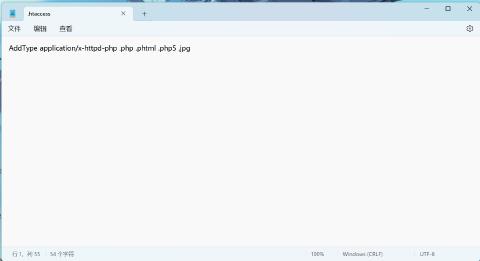 .htaccess
文件 编辑 查看
AddType application/x-httpd-php .php .phtml .php5 .jpg
行 1，列 55 54 个字符 100% Windows (CRLF) UTF-8